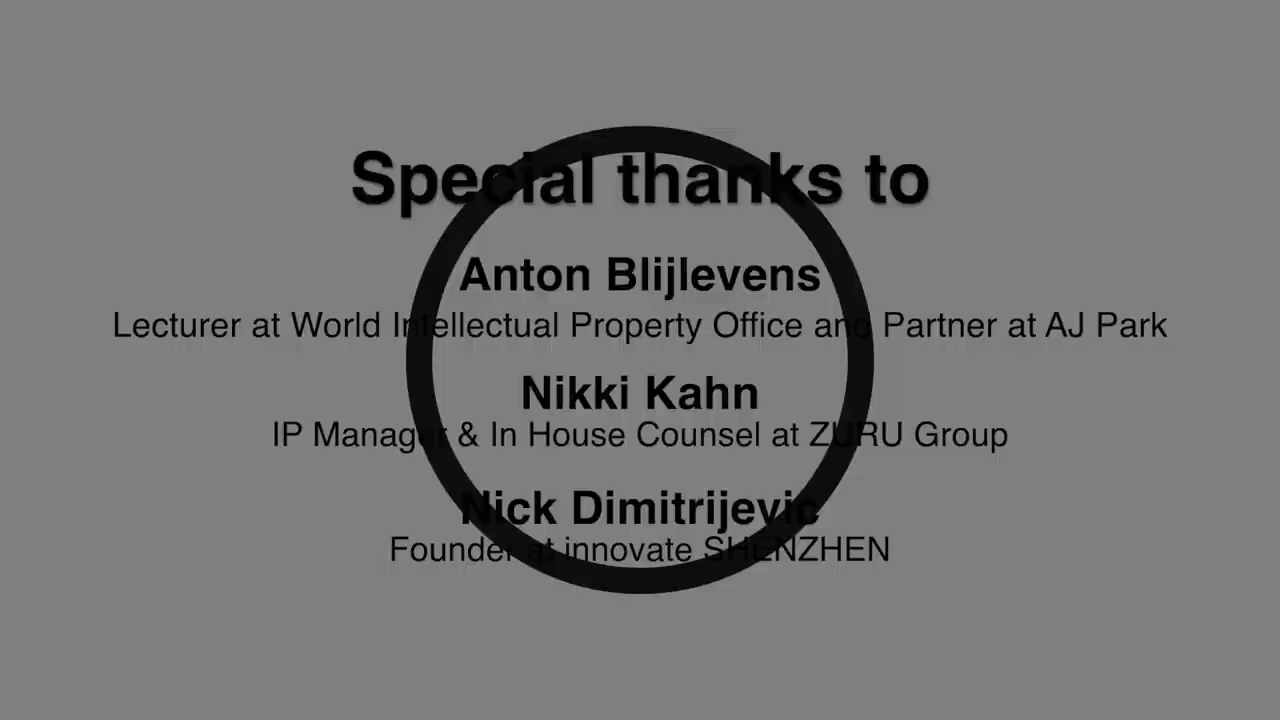 Special thanks to
Anton Blijlevens
Lecturer at World Intellectual Property Office and Partner at AJ Park
Nikki Kahn
IP Manager & In House Counsel at ZURU Group
Nick Dimitrijevic
Founder at innovate SHENZHEN